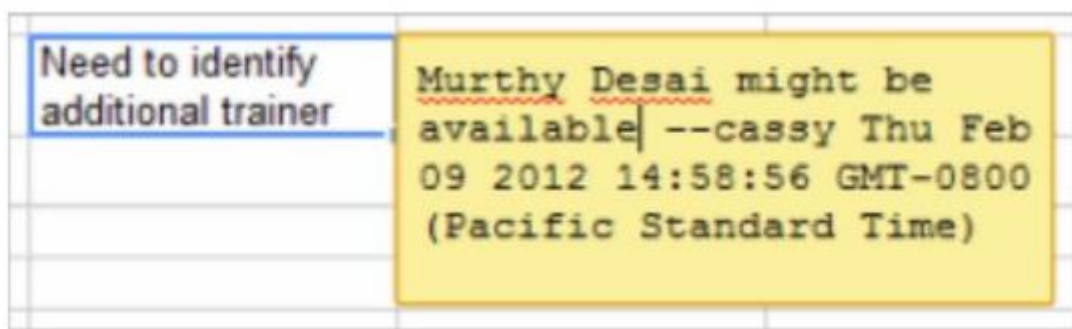 Need to identify
additional trainer
Murthy Desai might be
available --cassy Thu Feb
09 2012 14:58:56 GMT-0800
(Pacific Standard Time)